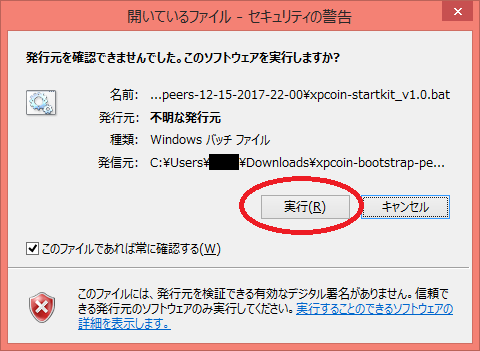 開いているファイル - セキュリティの警告
発行元を確認できませんでした。このソフトウェアを実行しますか?
名前: ...peers-12-15-2017-22-00¥xpcoin-startkit_v1.0.bat
発行元: 不明な発行元
種類: Windows バッチ ファイル
発信元: C:¥Users¥ ¥Downloads¥xpcoin-bootstrap-pe...
実行(R) キャンセル
このファイルであれば常に確認する(W)
このファイルには、発行元を検証できる有効なデジタル署名がありません。信頼で
きる発行元のソフトウェアのみ実行してください。実行することのできるソフトウェアの
詳細を表示します。